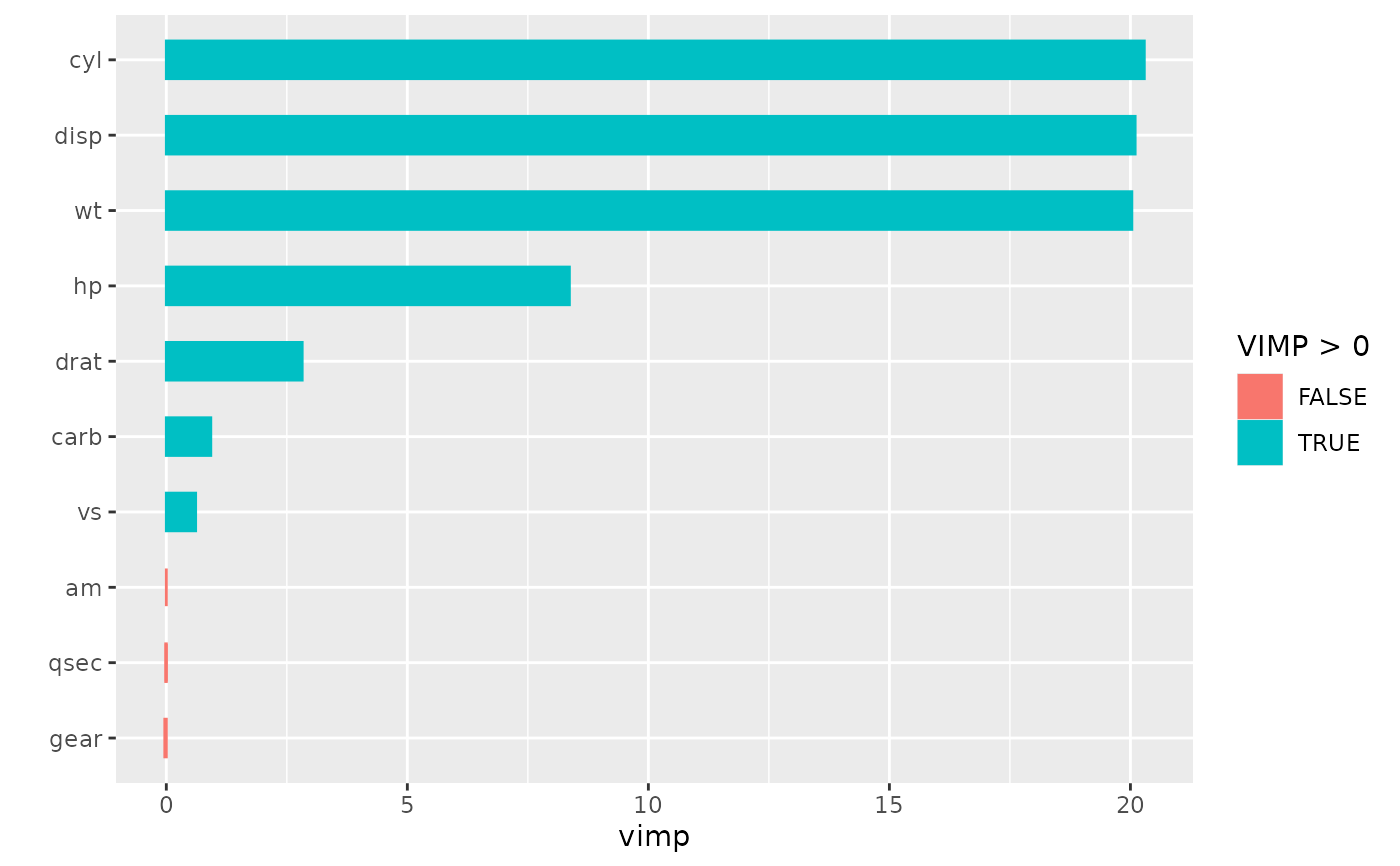 cyl
disp
wt
hp
drat
carb
vs
am
qsec
gear
0 5 10 15 20
vimp
VIMP > 0
FALSE
TRUE